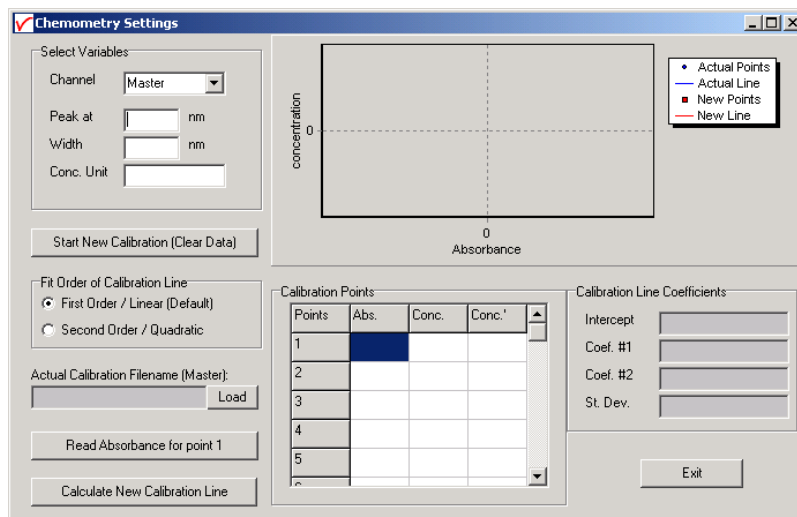 Chemometry Settings
Select Variables
Channel Master
Peak at nm
Width nm
Conc. Unit
Start New Calibration (Clear Data)
Fit Order of Calibration Line
First Order / Linear (Default)
Second Order / Quadratic
Actual Calibration Filename (Master):
Load
Read Absorbance for point 1
Calculate New Calibration Line
concentration
0
0
Absorbance
Actual Points
Actual Line
New Points
New Line
Calibration Points
Points Abs. Conc. Conc.'
1
2
3
4
5
Calibration Line Coefficients
Intercept
Coef. #1
Coef. #2
St. Dev.
Exit